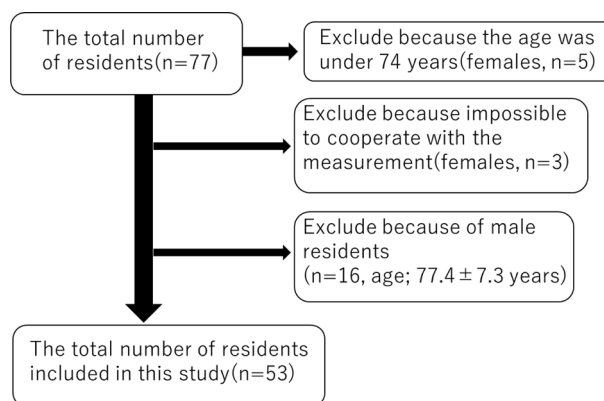 The total number
of residents(n=77)
Exclude because the age was
under 74 years(females, n=5)
Exclude because impossible
to cooperate with the
measurement(females, n=3)
Exclude because of male
residents
(n=16, age; 77.4±7.3 years)
The total number of residents
included in this study(n=53)